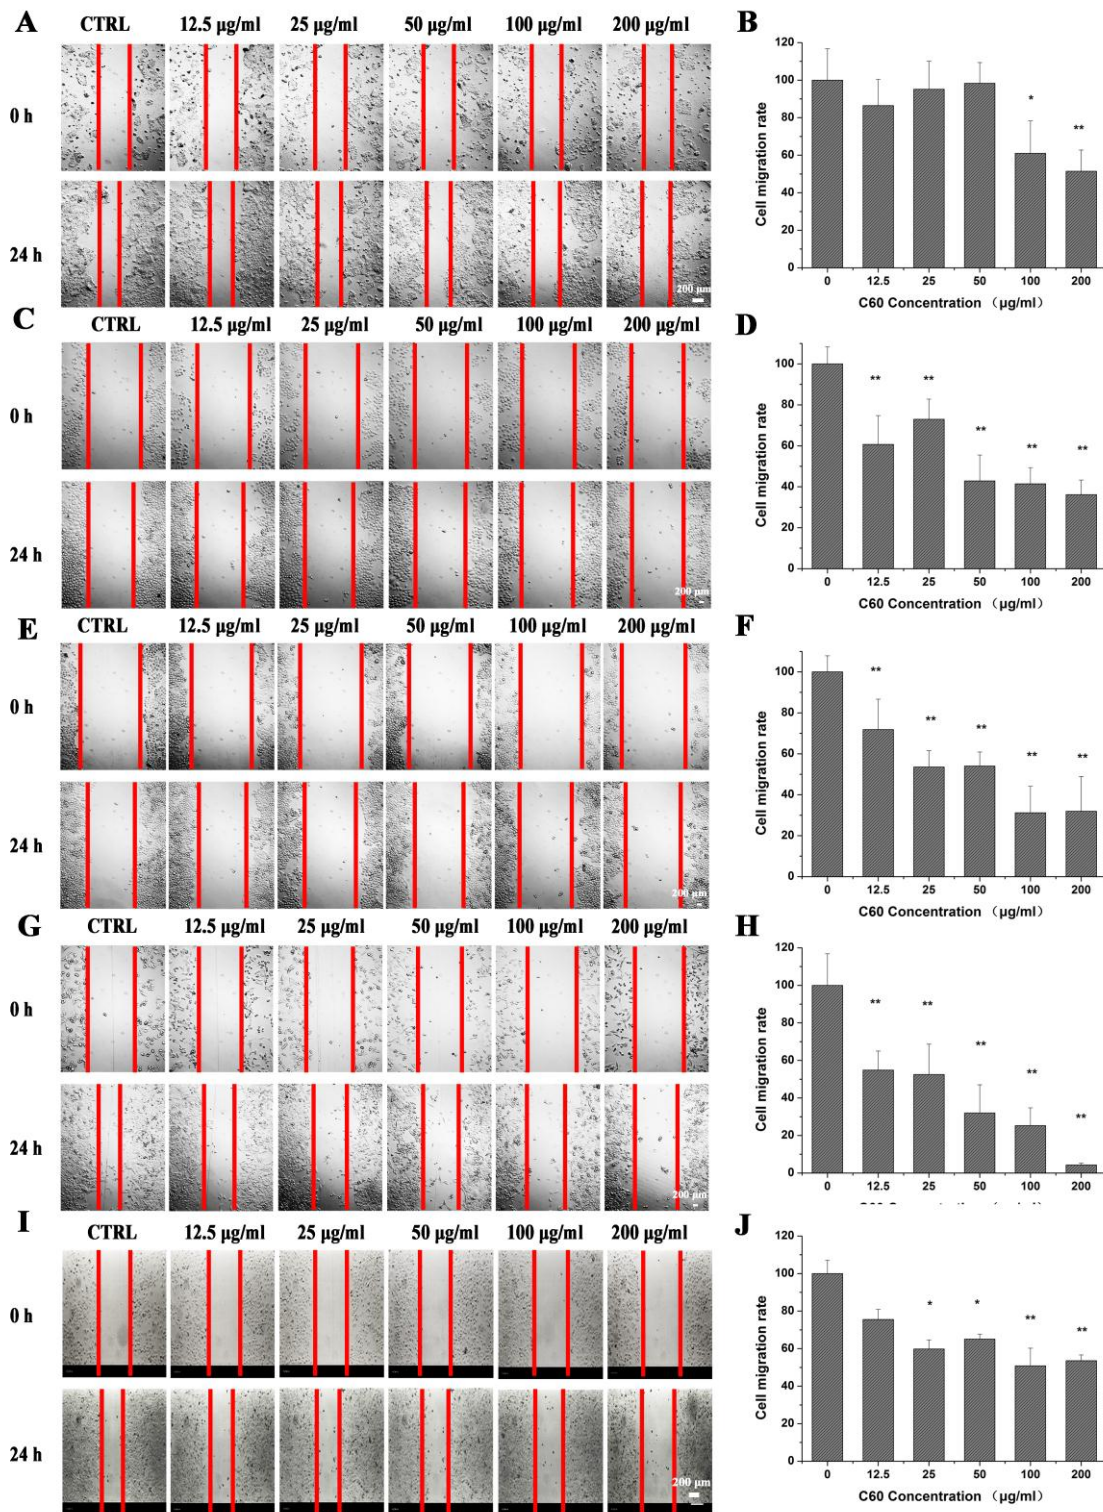 A
CTRL 12.5 μg/ml 25 μg/ml 50 μg/ml 100 μg/ml 200 μg/ml
0 h
24 h
200 μm
B
Cell migration rate
120
100
80
60
40
20
0
* **
0 12.5 25 50 100 200
C60 Concentration (μg/ml)
C
CTRL 12.5 μg/ml 25 μg/ml 50 μg/ml 100 μg/ml 200 μg/ml
0 h
24 h
200 μm
D
Cell migration rate
100
80
60
40
20
0
** ** ** ** **
0 12.5 25 50 100 200
C60 Concentration (μg/ml)
E
CTRL 12.5 μg/ml 25 μg/ml 50 μg/ml 100 μg/ml 200 μg/ml
0 h
24 h
200 μm
F
Cell migration rate
100
80
60
40
20
0
** ** ** ** **
0 12.5 25 50 100 200
C60 Concentration (μg/ml)
G
CTRL 12.5 μg/ml 25 μg/ml 50 μg/ml 100 μg/ml 200 μg/ml
0 h
24 h
200 μm
H
Cell migration rate
120
100
80
60
40
20
0
** ** ** ** **
0 12.5 25 50 100 200
I
CTRL 12.5 μg/ml 25 μg/ml 50 μg/ml 100 μg/ml 200 μg/ml
0 h
24 h
200 μm
J
Cell migration rate
120
100
80
60
40
20
0
* * ** **
0 12.5 25 50 100 200
C60 Concentration (μg/ml)